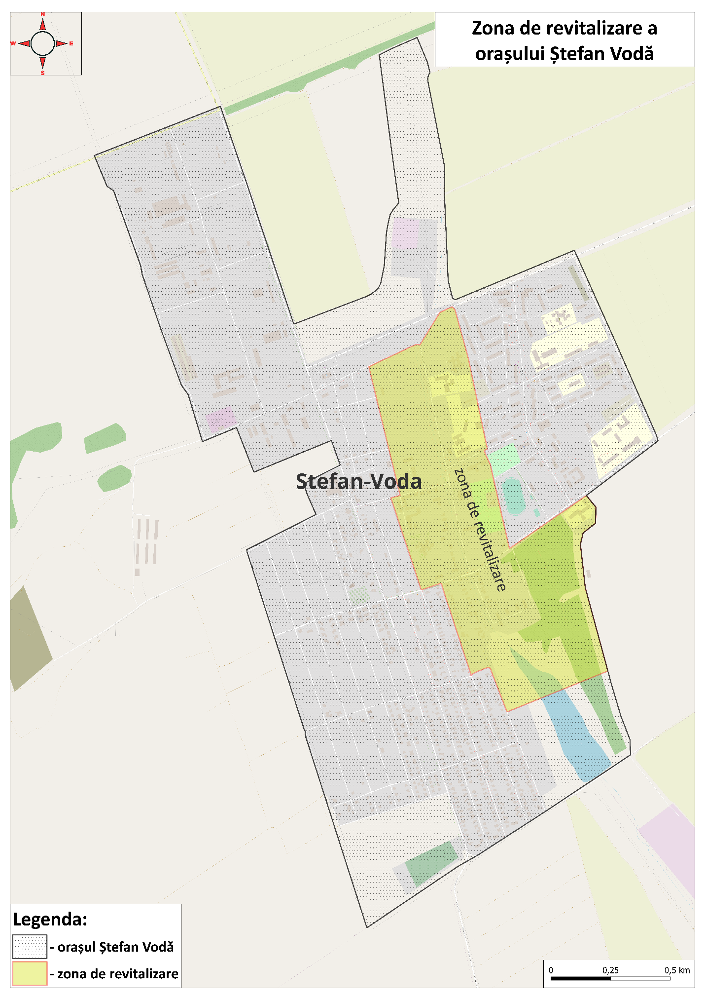 N
W E
S
Zona de revitalizare a
orașului Ștefan Vodă
Stefan-Voda
zona de revitalizare
Legenda:
- orașul Ștefan Vodă
- zona de revitalizare
0 0,25 0,5 km